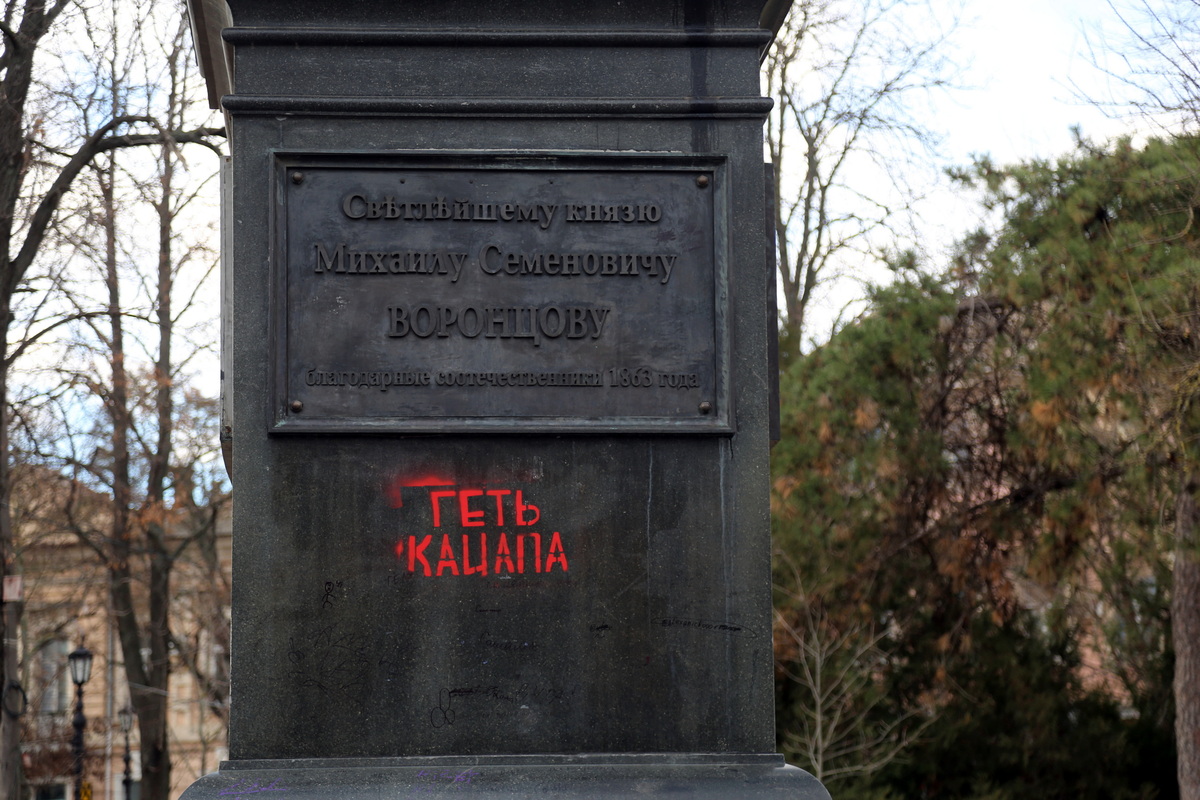 Свѣтлѣйшему князю
Михаилу Семеновичу
ВОРОНЦОВУ
благодарные соотечественники 1863 года
ГЕТЬ
КАЦАПА